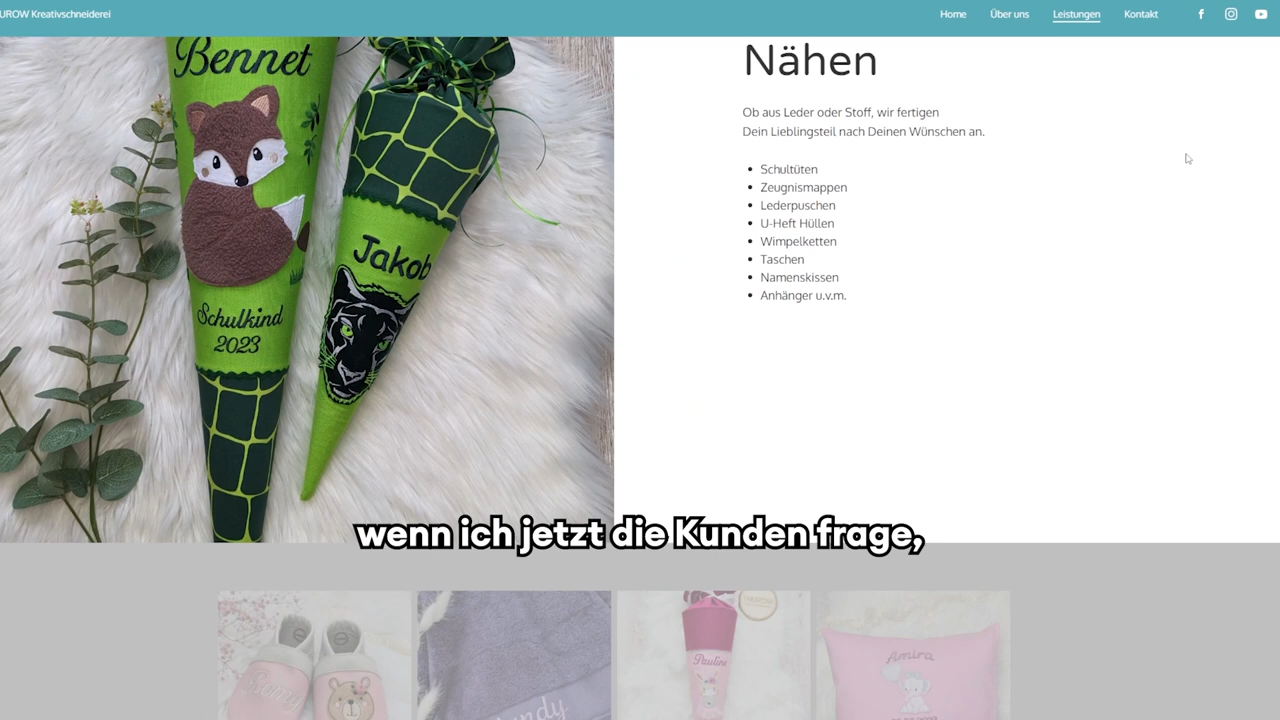 UROW Kreativschneiderei
Home Über uns Leistungen Kontakt
Bennet
Jakob
Schulkind
2023
Nähen
Ob aus Leder oder Stoff, wir fertigen
Dein Lieblingsteil nach Deinen Wünschen an.
Schultüten
Zeugnismappen
Lederpuschen
U-Heft Hüllen
Wimpelketten
Taschen
Namenskissen
Anhänger u.v.m.
wenn ich jetzt die Kunden frage,
Romy
Pauline
Amira